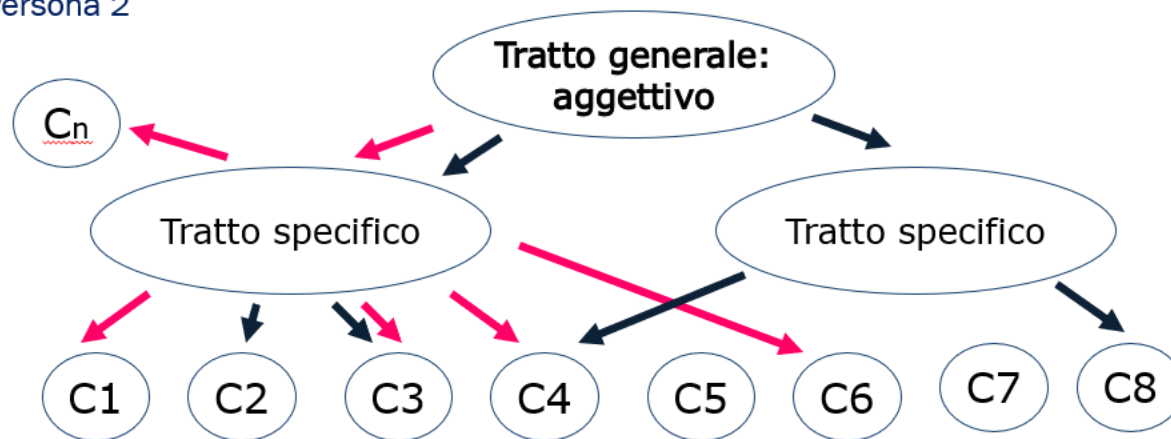 ersona 2
Tratto generale:
aggettivo
Cn
Tratto specifico
Tratto specifico
C1
C2
C3
C4
C5
C6
C7
C8